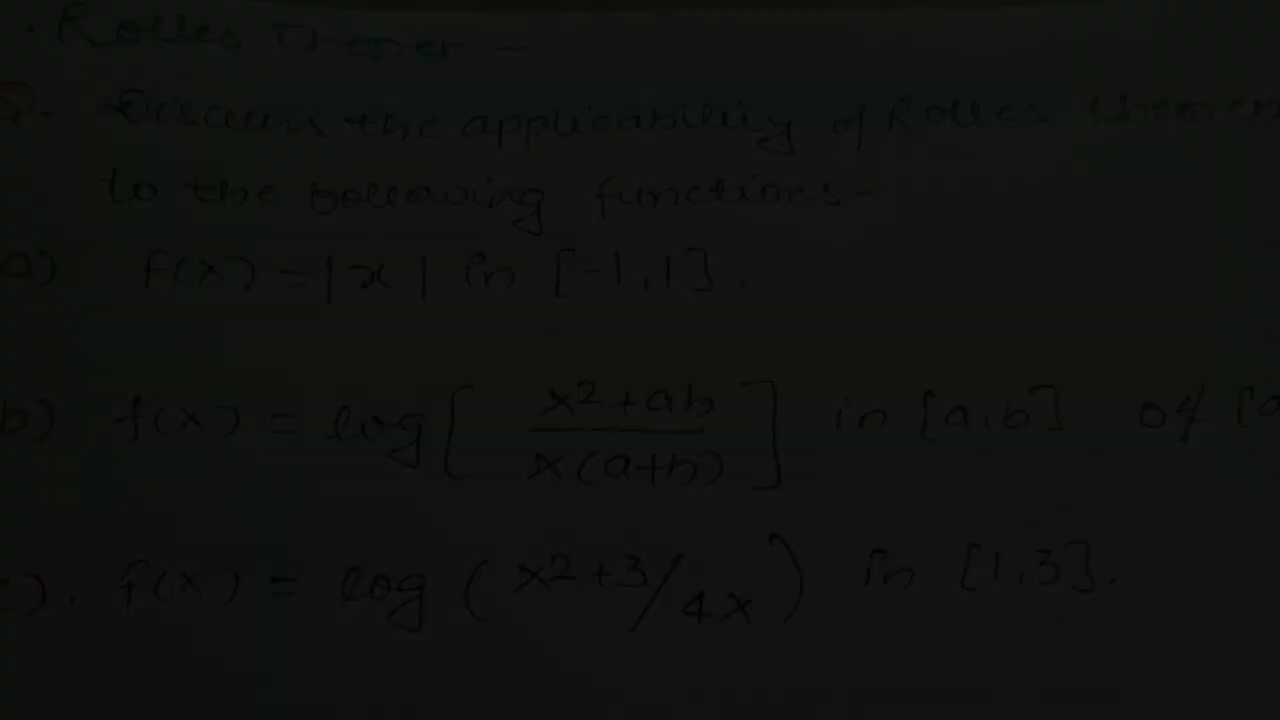 . Rolles Theorem -
Q. Discuss the applicability of Rolles theorem
to the following functions -
a). f(x) = |x| in [-1,1].
b) f(x) = log[ x2+ab / x(a+b) ] in [a,b] of [a
c). f(x) = log ( x2+3/4x ) in [1,3].